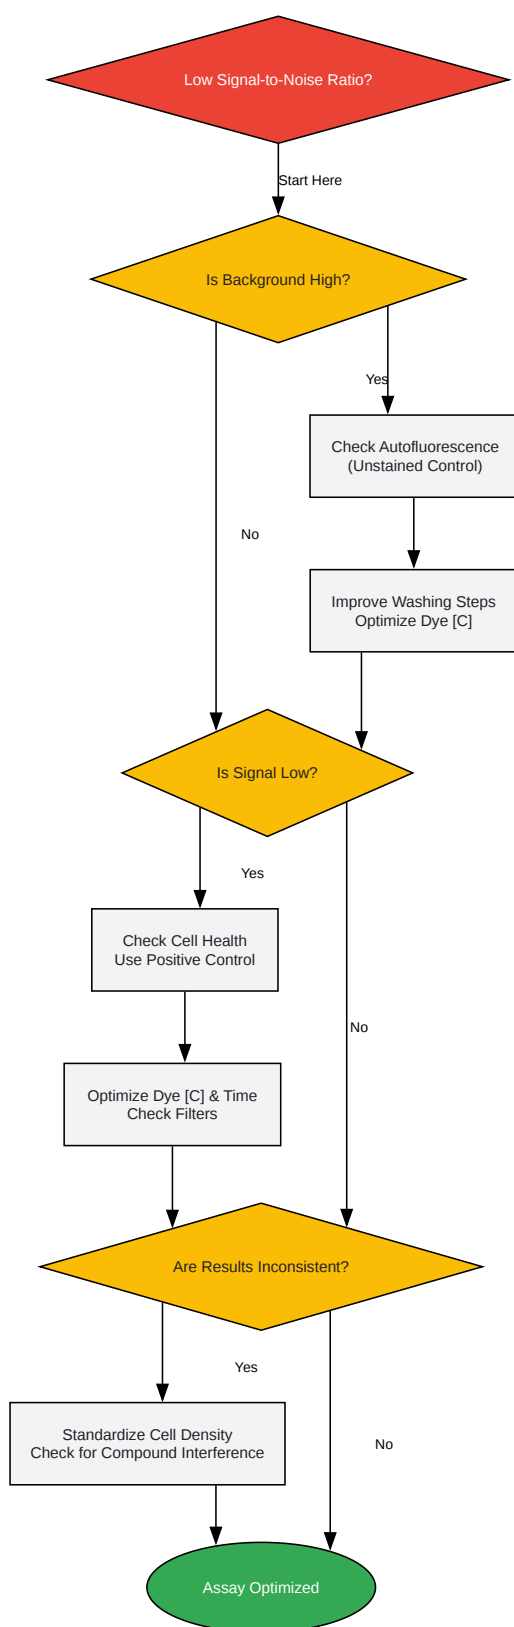 Low Signal-to-Noise Ratio?
Start Here
Is Background High?
Yes
Check Autofluorescence
(Unstained Control)
No
Improve Washing Steps
Optimize Dye [C]
Is Signal Low?
Yes
Check Cell Health
Use Positive Control
No
Optimize Dye [C] & Time
Check Filters
Are Results Inconsistent?
Yes
Standardize Cell Density
Check for Compound Interference
No
Assay Optimized